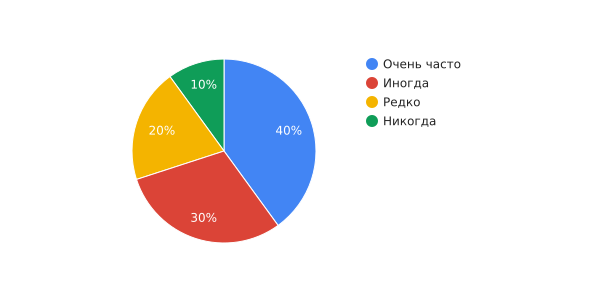 10%
20%
40%
30%
Очень часто
Иногда
Редко
Никогда